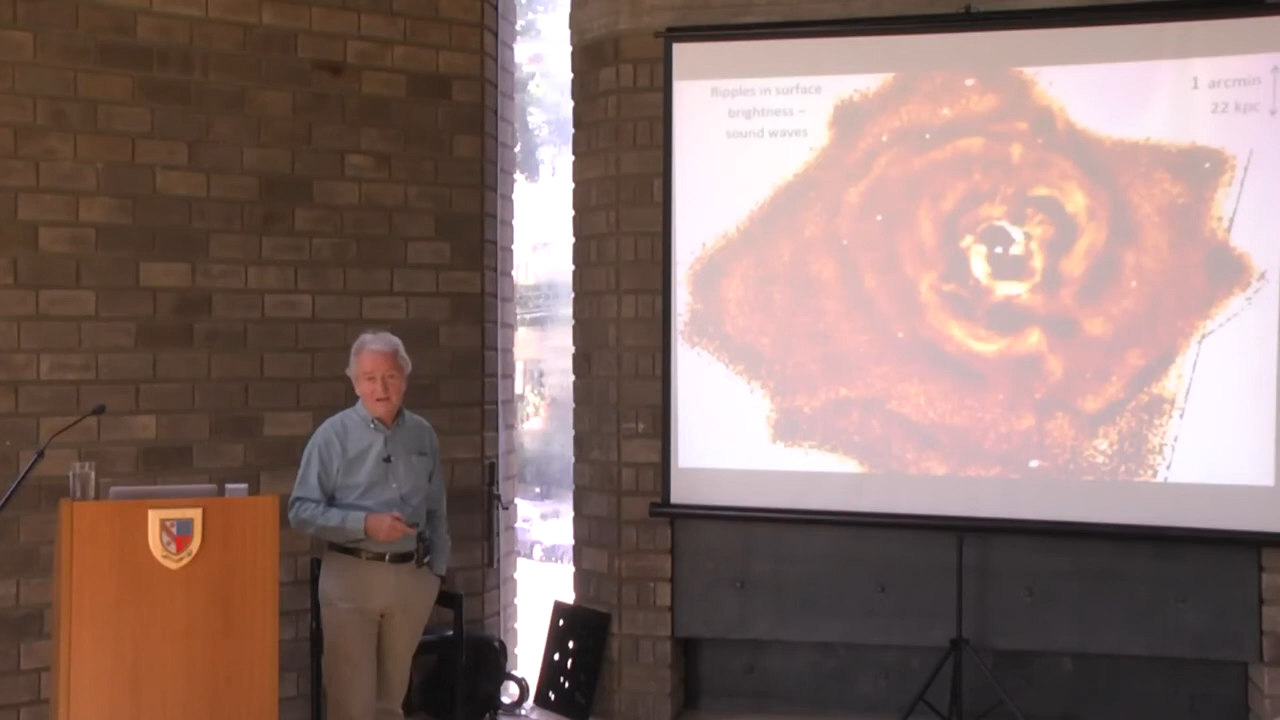 Ripples in surface
brightness –
sound waves
1 arcmin
22 kpc